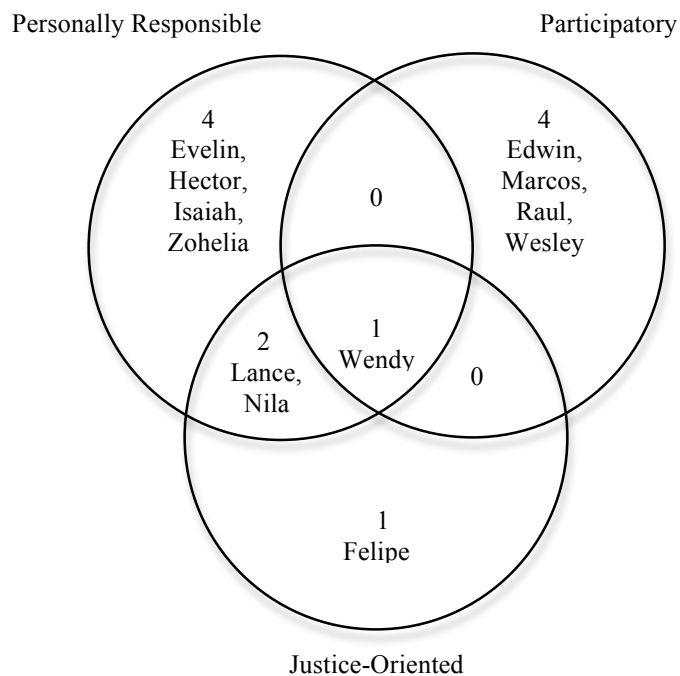 Personally Responsible
Participatory
4
Evelin,
Hector,
Isaiah,
Zohelia
0
4
Edwin,
Marcos,
Raul,
Wesley
2
Lance,
Nila
1
Wendy
0
1
Felipe
Justice-Oriented